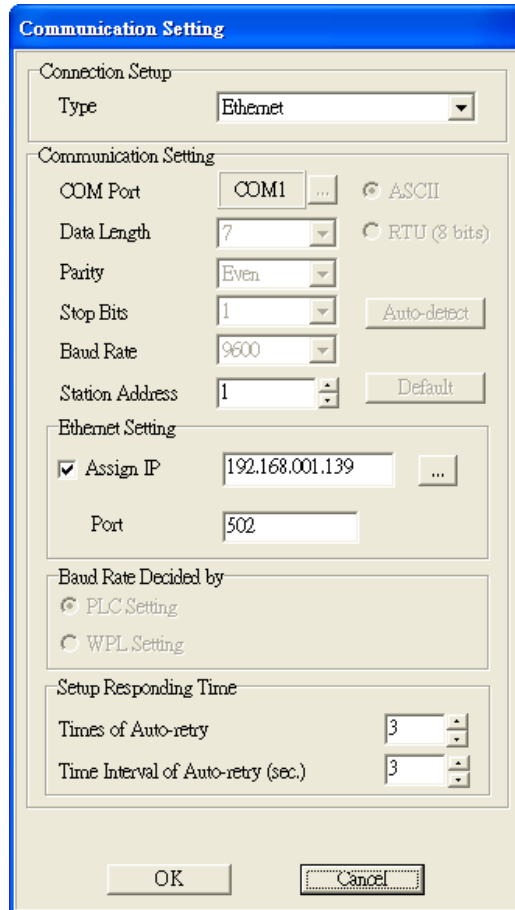 Communication Setting
Connection Setup
Type Ethernet
Communication Setting
COM Port COM1 ... ASCII
Data Length 7 RTU (8 bits)
Parity Even
Stop Bits 1 Auto-detect
Baud Rate 9600
Station Address 1 Default
Ethernet Setting
Assign IP 192.168.001.139 ...
Port 502
Baud Rate Decided by
PLC Setting
WPL Setting
Setup Responding Time
Times of Auto-retry 3
Time Interval of Auto-retry (sec.) 3
OK Cancel